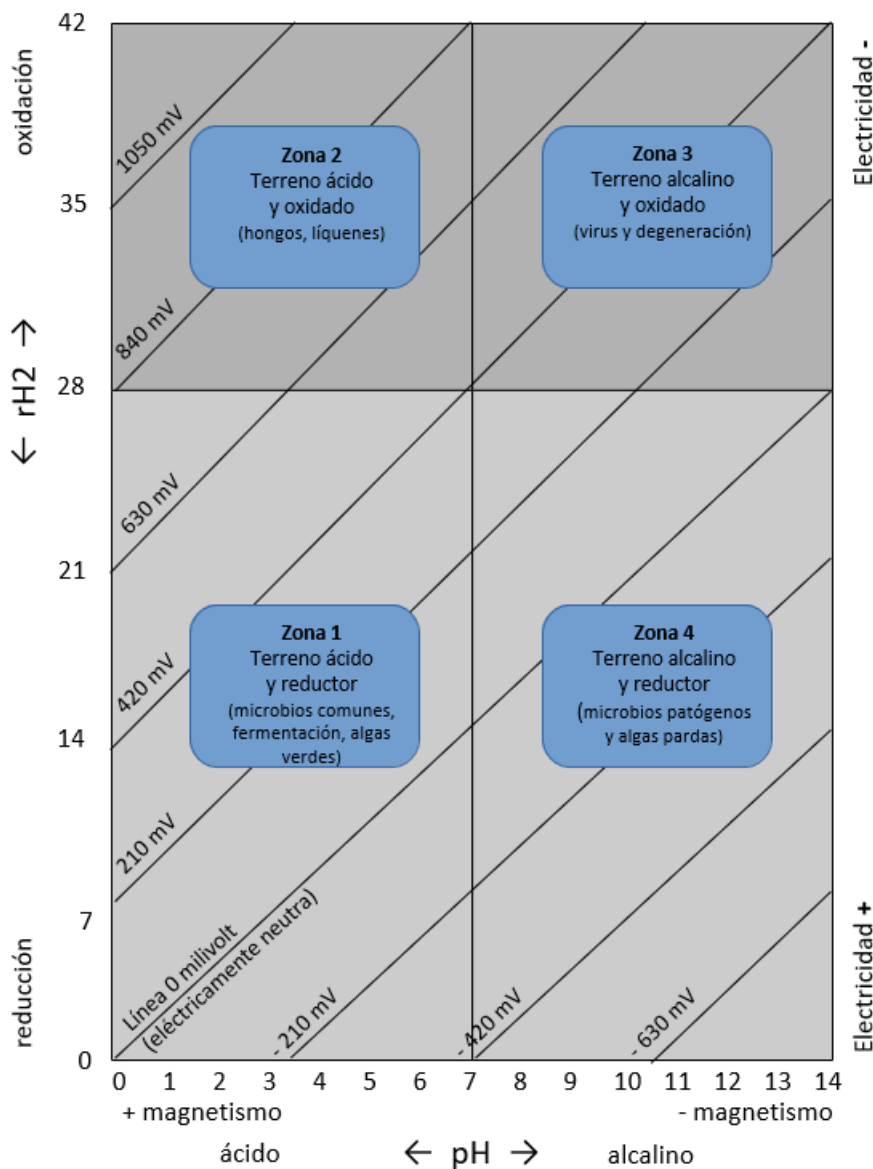 42
35
28
21
14
7
0
oxidación
← rH2 →
reducción
Electricidad -
Electricidad +
1050 mV
840 mV
630 mV
420 mV
210 mV
Línea 0 milivolt
(eléctricamente neutra)
- 210 mV
- 420 mV
- 630 mV
Zona 2
Terreno ácido
y oxidado
(hongos, líquenes)
Zona 3
Terreno alcalino
y oxidado
(virus y degeneración)
Zona 1
Terreno ácido
y reductor
(microbios comunes,
fermentación, algas
verdes)
Zona 4
Terreno alcalino
y reductor
(microbios patógenos
y algas pardas)
0 1 2 3 4 5 6 7 8 9 10 11 12 13 14
+ magnetismo - magnetismo
ácido ← pH → alcalino